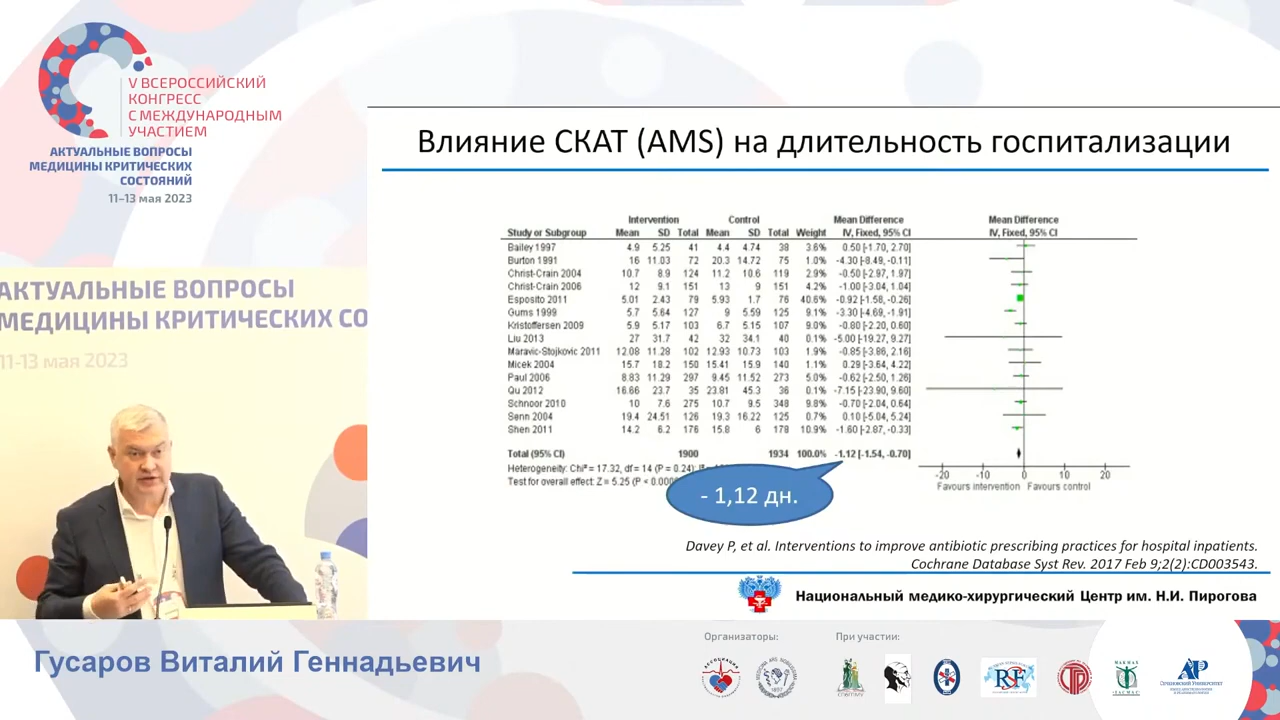 V ВСЕРОССИЙСКИЙ
КОНГРЕСС
С МЕЖДУНАРОДНЫМ
УЧАСТИЕМ
АКТУАЛЬНЫЕ ВОПРОСЫ
МЕДИЦИНЫ КРИТИЧЕСКИХ
СОСТОЯНИЙ
11–13 мая 2023
АКТУАЛЬНЫЕ ВОПРОСЫ
МЕДИЦИНЫ КРИТИЧЕСКИХ СО
11-13 мая 2023
Влияние СКАТ (AMS) на длительность госпитализации
Intervention Control Mean Difference Mean Difference
Study or Subgroup Mean SD Total Mean SD Total Weight IV, Fixed, 95% CI IV, Fixed, 95% CI
Bailey 1997 4.9 5.25 41 4.4 4.74 38 3.6% 0.50 [-1.70, 2.70]
Burton 1991 16 11.03 72 20.3 14.72 75 1.0% -4.30 [-8.49, -0.11]
Christ-Crain 2004 10.7 8.9 124 11.2 10.6 119 2.9% -0.50 [-2.97, 1.97]
Christ-Crain 2006 12 9.1 151 13 9 151 4.2% -1.00 [-3.04, 1.04]
Esposito 2011 5.01 2.43 79 5.93 1.7 76 40.6% -0.92 [-1.58, -0.26]
Gums 1999 5.7 5.64 127 9 5.59 125 9.1% -3.30 [-4.69, -1.91]
Kristoffersen 2009 5.9 5.17 103 6.7 5.15 107 9.0% -0.80 [-2.20, 0.60]
Liu 2013 27 31.7 42 32 34.1 40 0.1% -5.00 [-19.27, 9.27]
Maravic-Stojkovic 2011 12.08 11.28 102 12.93 10.73 103 1.9% -0.85 [-3.86, 2.16]
Micek 2004 15.7 18.2 150 15.41 15.9 140 1.1% 0.29 [-3.64, 4.22]
Paul 2006 8.83 11.29 297 9.45 11.52 273 5.0% -0.62 [-2.50, 1.26]
Qu 2012 16.66 23.7 35 23.81 45.3 36 0.1% -7.15 [-23.90, 9.60]
Schnoor 2010 10 7.6 275 10.7 9.5 348 9.8% -0.70 [-2.04, 0.64]
Senn 2004 19.4 24.51 126 19.3 16.22 125 0.7% 0.10 [-5.04, 5.24]
Shen 2011 14.2 6.2 176 15.8 6 178 10.9% -1.60 [-2.87, -0.33]
Total (95% CI) 1900 1934 100.0% -1.12 [-1.54, -0.70]
Heterogeneity: Chi² = 17.32, df = 14 (P = 0.24);
Test for overall effect: Z = 5.25 (P < 0.000
-20 -10 0 10 20
Favours intervention Favours control
- 1,12 дн.
Davey P, et al. Interventions to improve antibiotic prescribing practices for hospital inpatients.
Cochrane Database Syst Rev. 2017 Feb 9;2(2):CD003543.
Национальный медико-хирургический Центр им. Н.И. Пирогова
Гусаров Виталий Геннадьевич
Организаторы: При участии:
АССОЦИАЦИЯ
RSF
СЕЧЕНОВСКИЙ УНИВЕРСИТЕТ